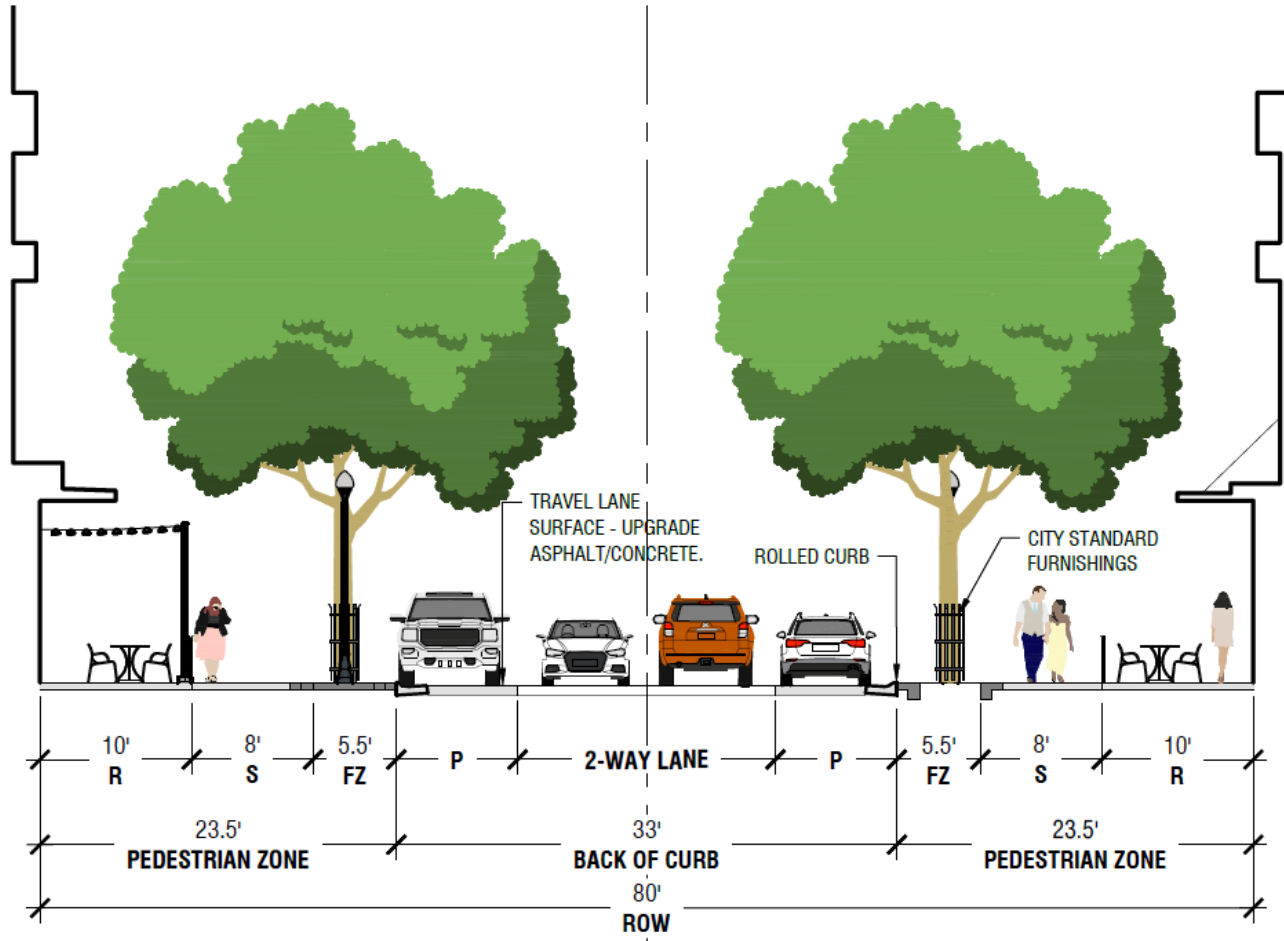 TRAVEL LANE
SURFACE - UPGRADE
ASPHALT/CONCRETE.
ROLLED CURB
CITY STANDARD
FURNISHINGS
10' 8' 5.5' 5.5' 8' 10'
R S FZ P 2-WAY LANE P FZ S R
23.5' 33' 23.5'
PEDESTRIAN ZONE BACK OF CURB PEDESTRIAN ZONE
80'
ROW